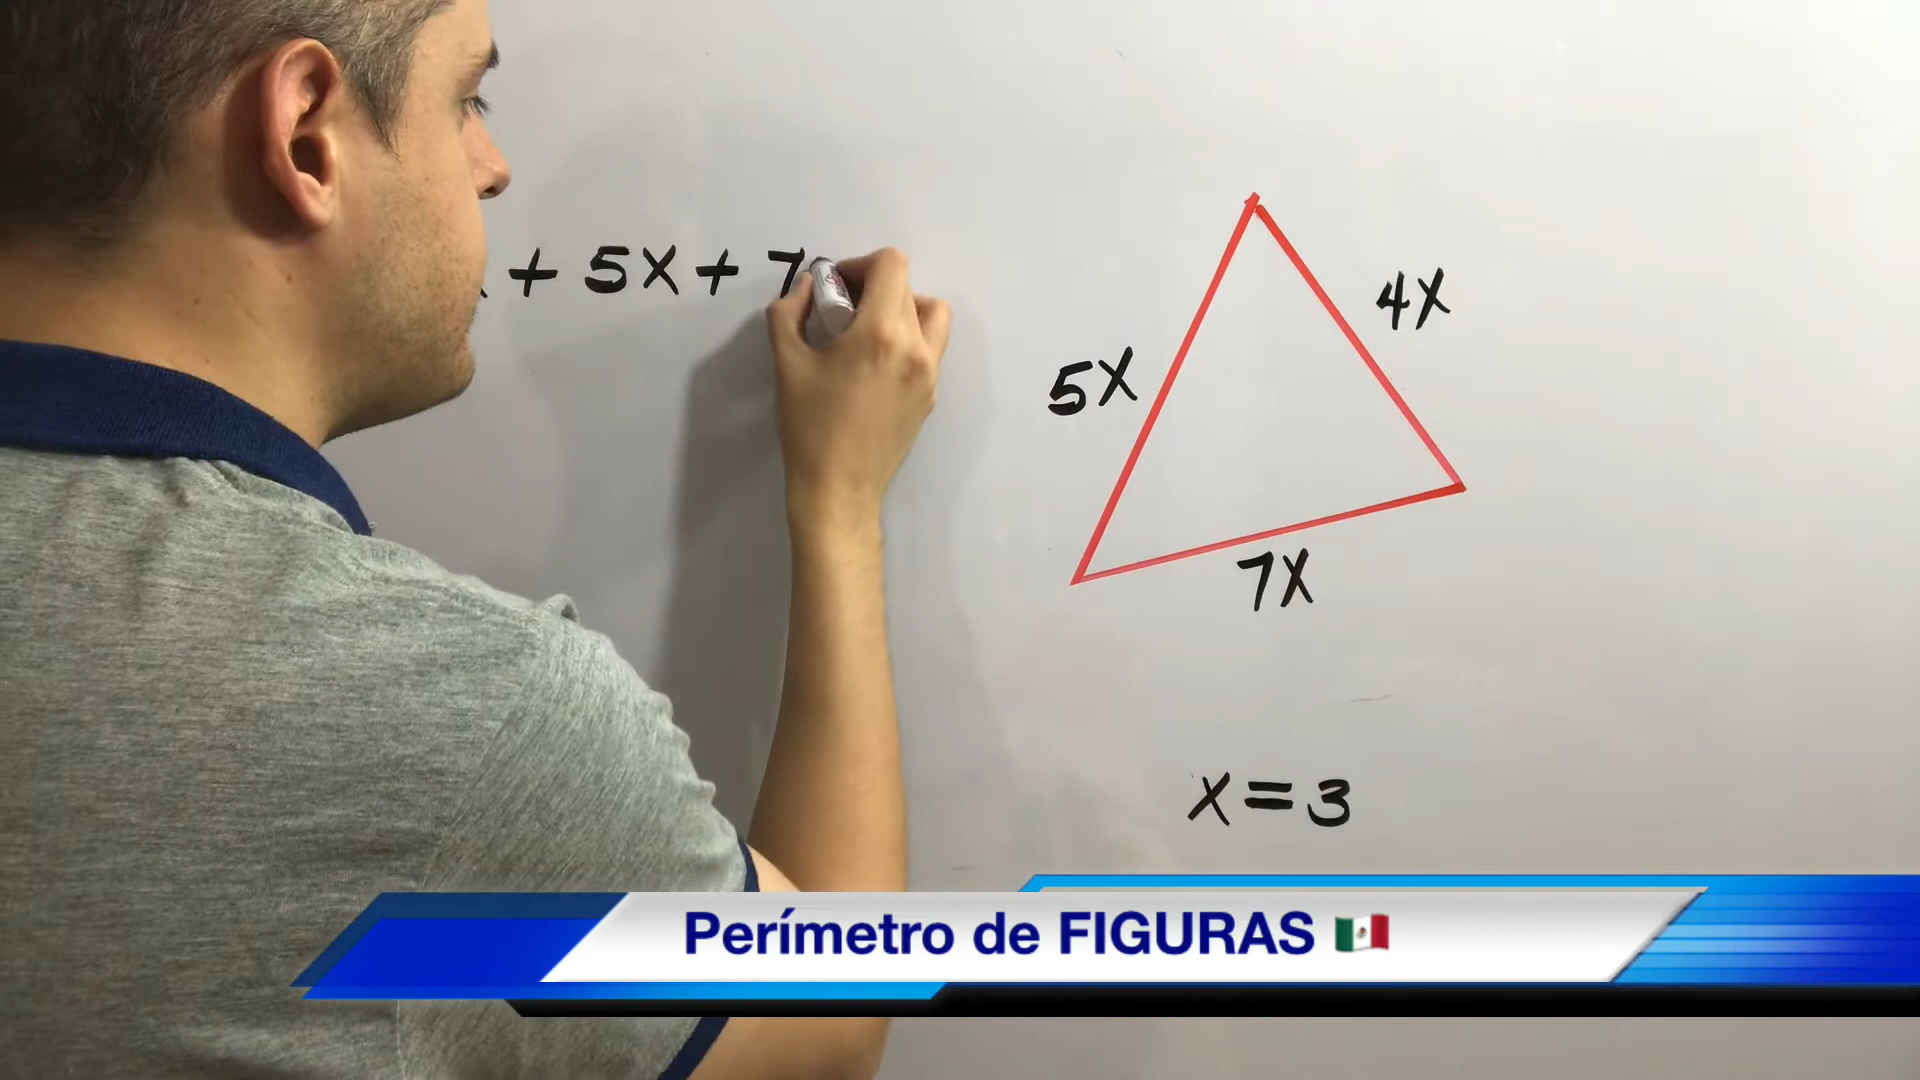 + 5X + 7
4X
5X
7X
X = 3
Perímetro de FIGURAS